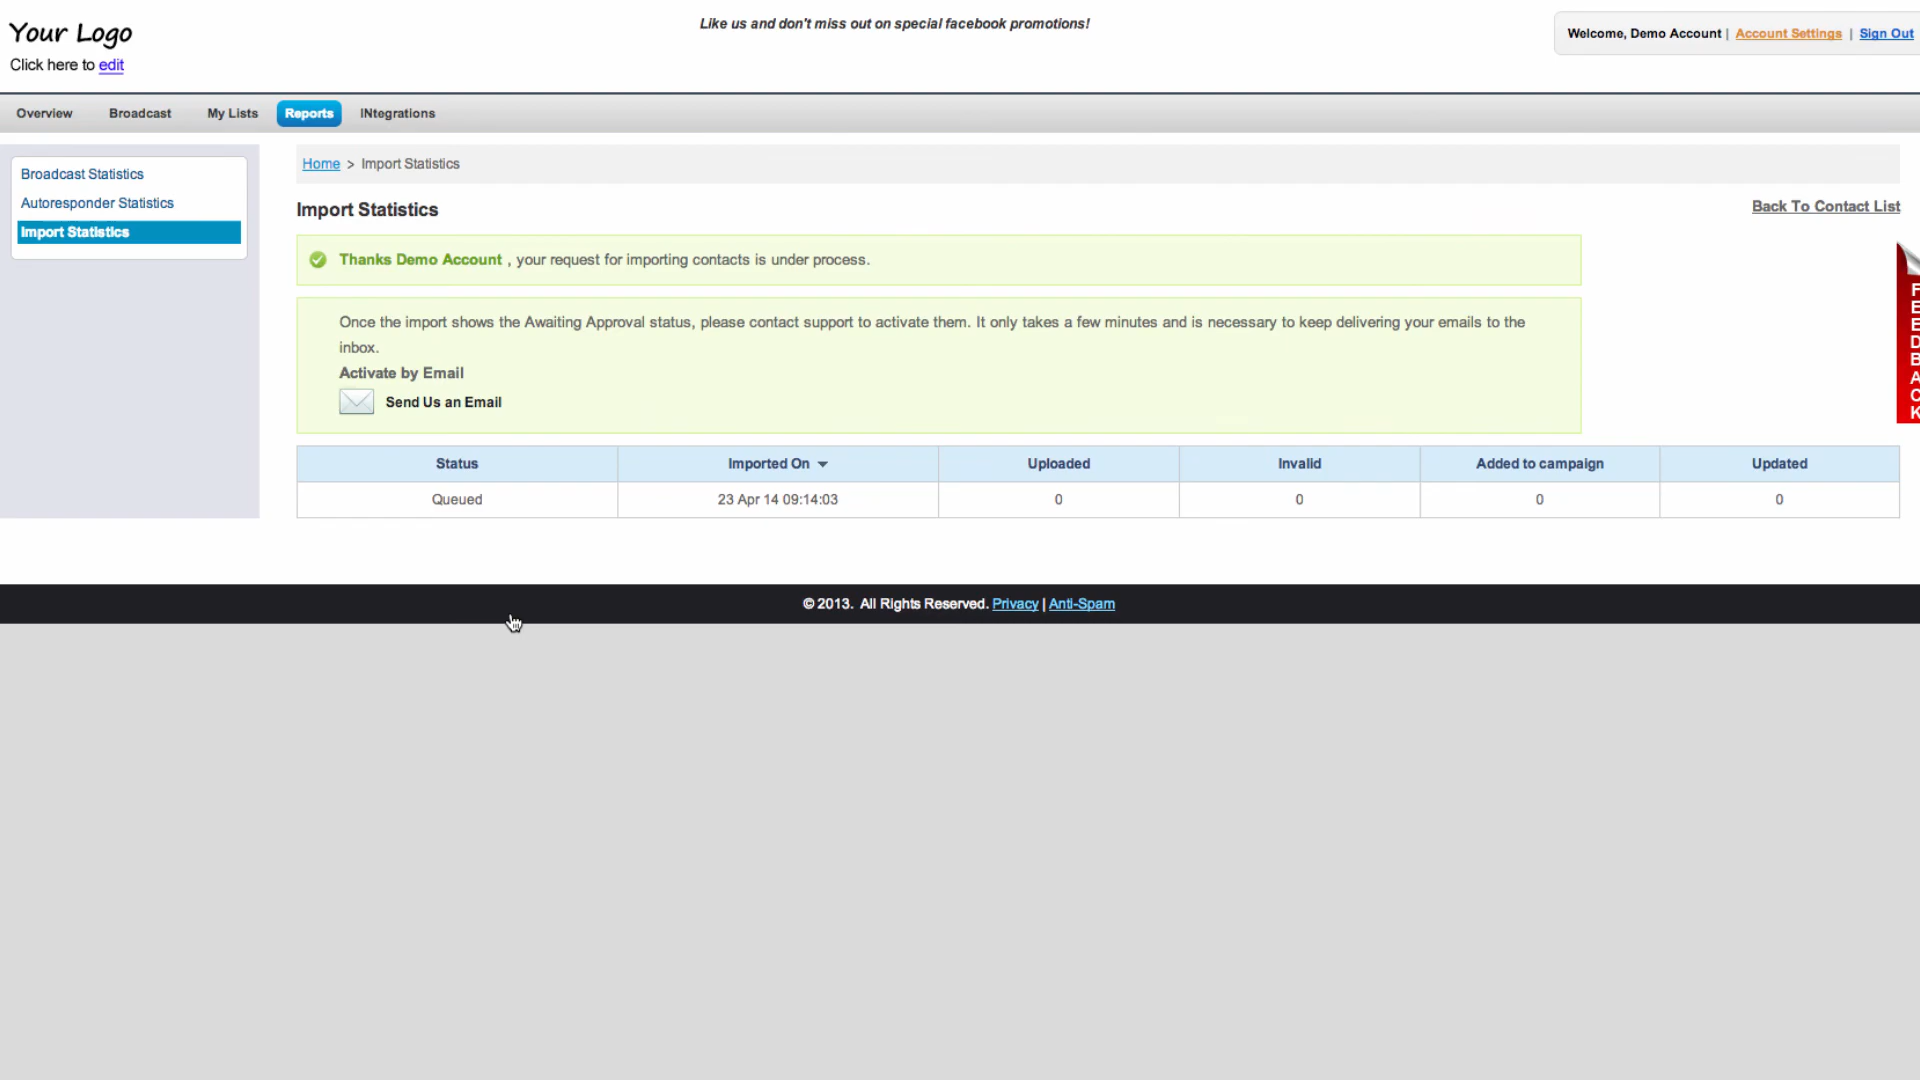 Your Logo
Click here to edit
Like us and don't miss out on special facebook promotions!
Welcome, Demo Account | Account Settings | Sign Out
Overview Broadcast My Lists Reports INtegrations
Broadcast Statistics
Autoresponder Statistics
Import Statistics
Home > Import Statistics
Import Statistics
Back To Contact List
Thanks Demo Account , your request for importing contacts is under process.
Once the import shows the Awaiting Approval status, please contact support to activate them. It only takes a few minutes and is necessary to keep delivering your emails to the
inbox.
Activate by Email
Send Us an Email
FEEDBACK
Status Imported On Uploaded Invalid Added to campaign Updated
Queued 23 Apr 14 09:14:03 0 0 0 0
© 2013. All Rights Reserved. Privacy | Anti-Spam